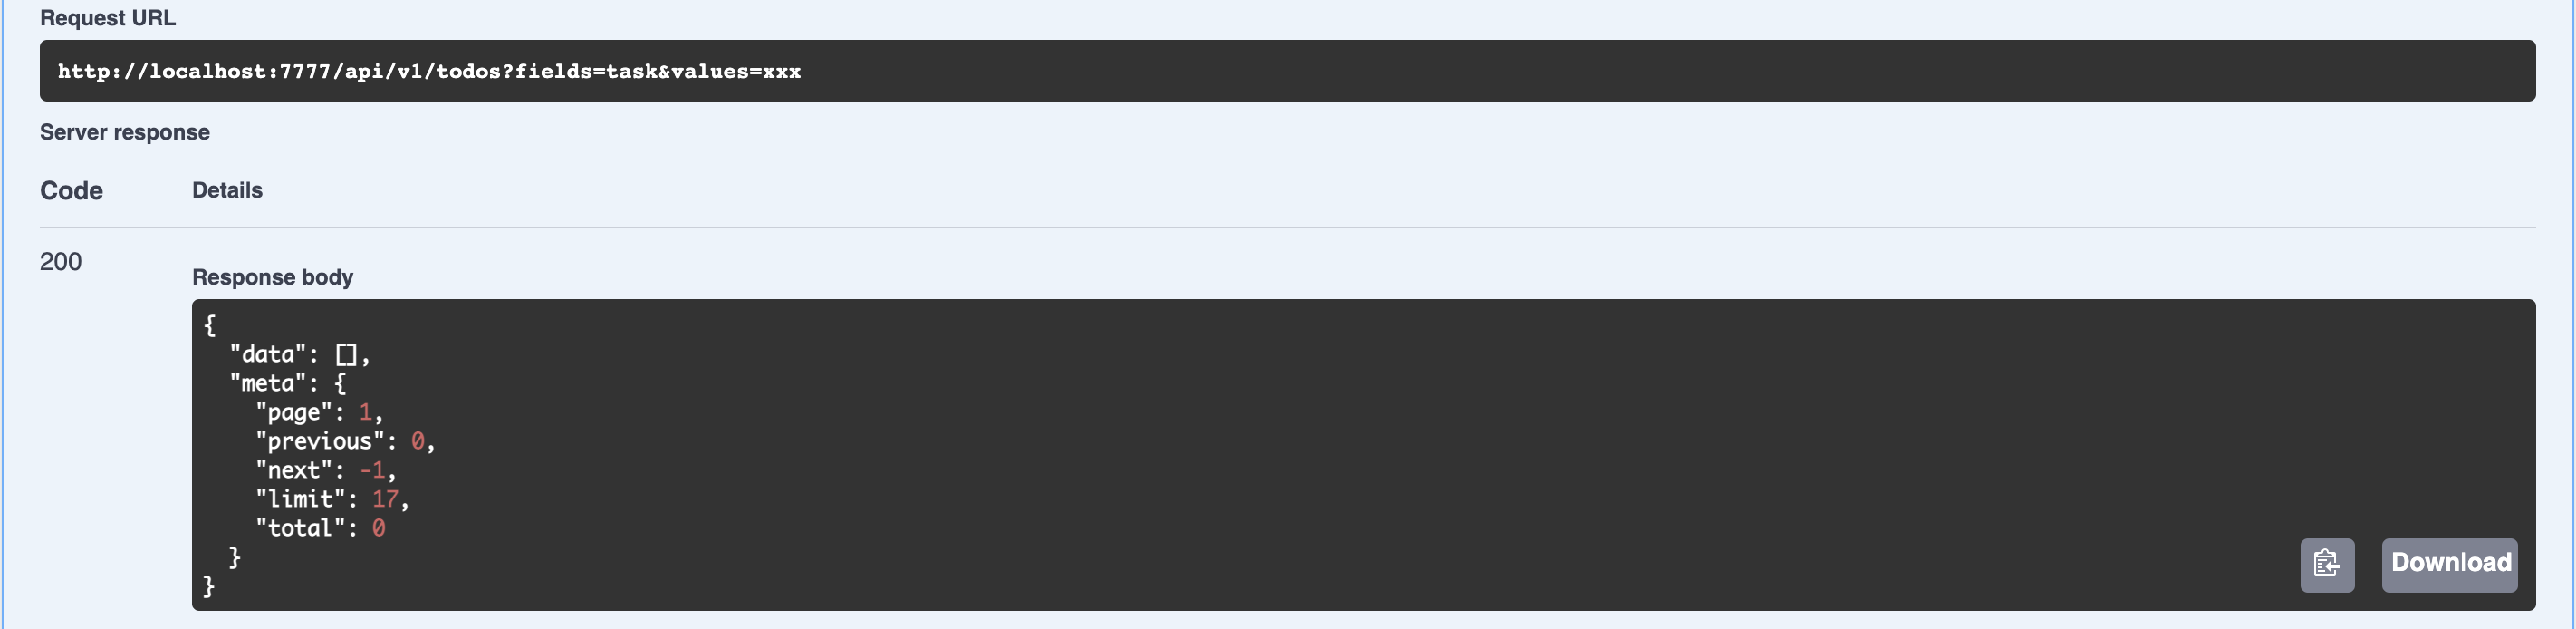 Request URL
http://localhost:7777/api/v1/todos?fields=task&values=xxx
Server response
Code Details
200
Response body
{
  "data": [],
  "meta": {
    "page": 1,
    "previous": 0,
    "next": -1,
    "limit": 17,
    "total": 0
  }
}
Download